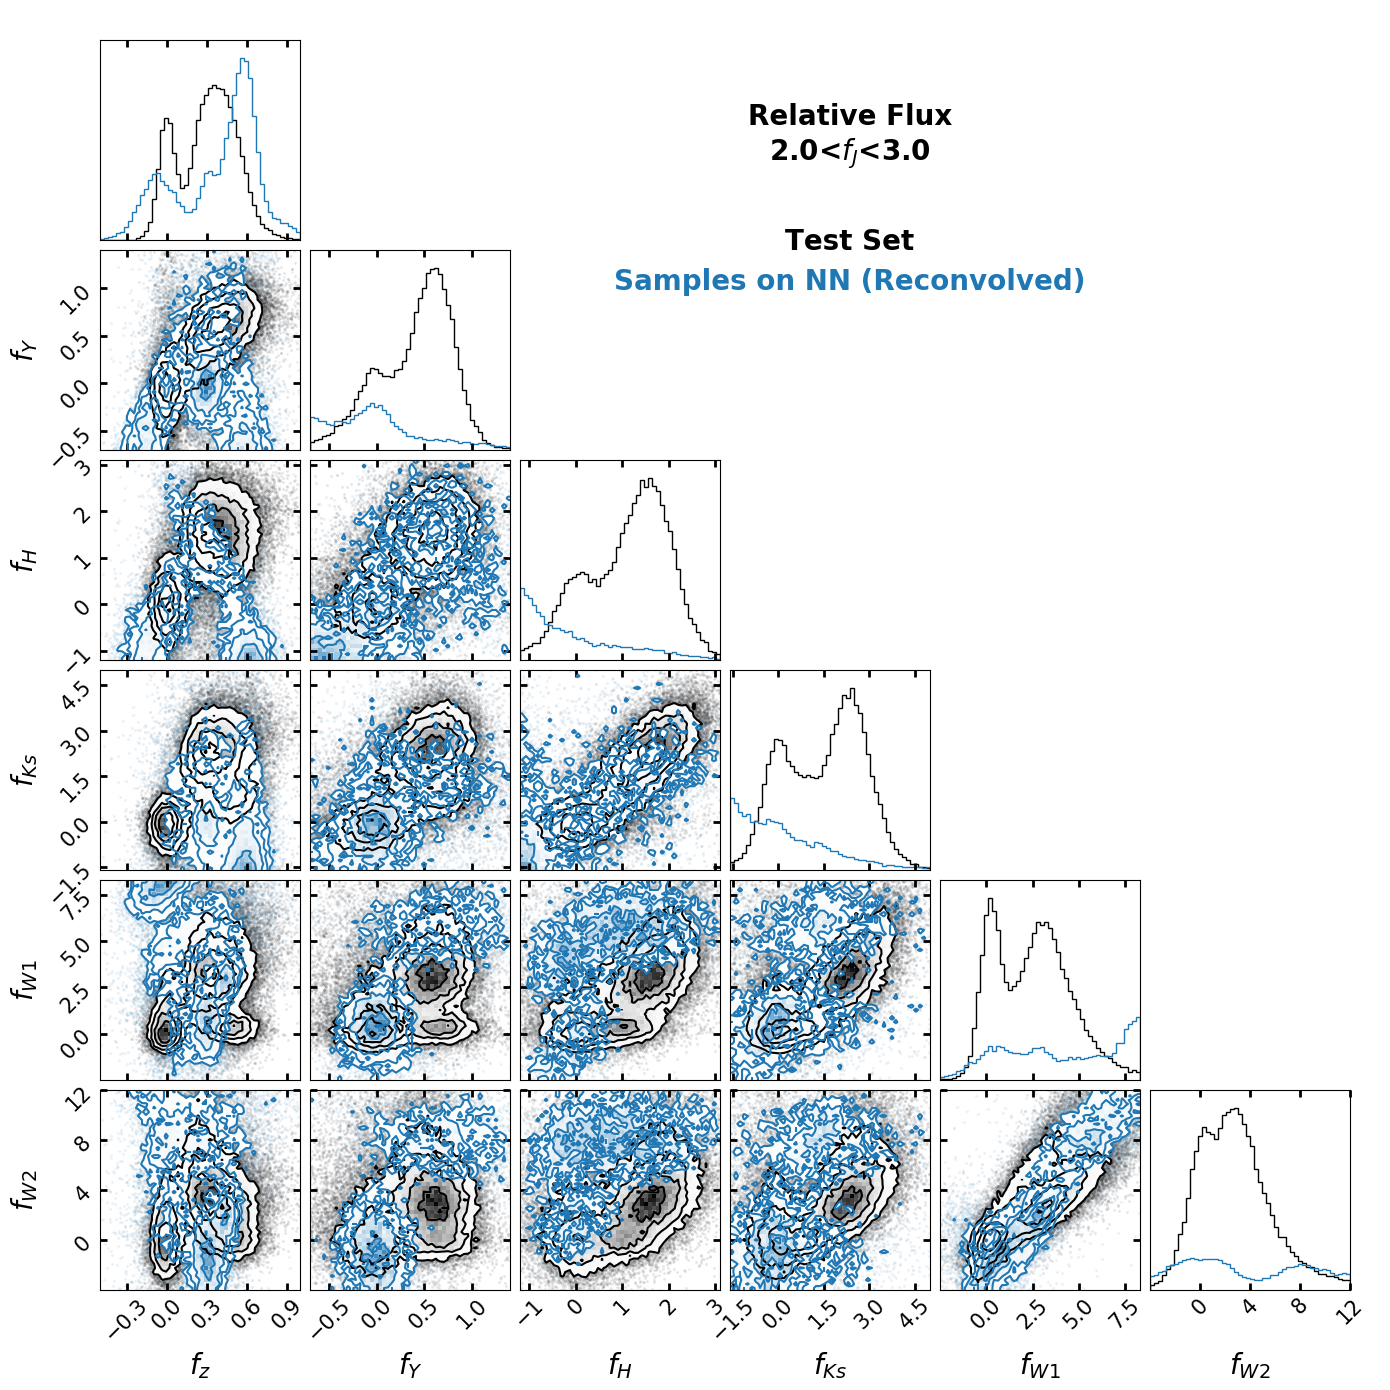 Relative Flux
2.0<f_J<3.0
Test Set
Samples on NN (Reconvolved)
f_Y
1.0
0.5
0.0
−0.5
f_H
3
2
1
0
−1
f_Ks
4.5
3.0
1.5
0.0
−1.5
f_W1
7.5
5.0
2.5
0.0
f_W2
12
8
4
0
−0.3 0.0 0.3 0.6 0.9
−0.5 0.0 0.5 1.0
−1 0 1 2 3
−1.5 0.0 1.5 3.0 4.5
0.0 2.5 5.0 7.5
0 4 8 12
f_z f_Y f_H f_Ks f_W1 f_W2